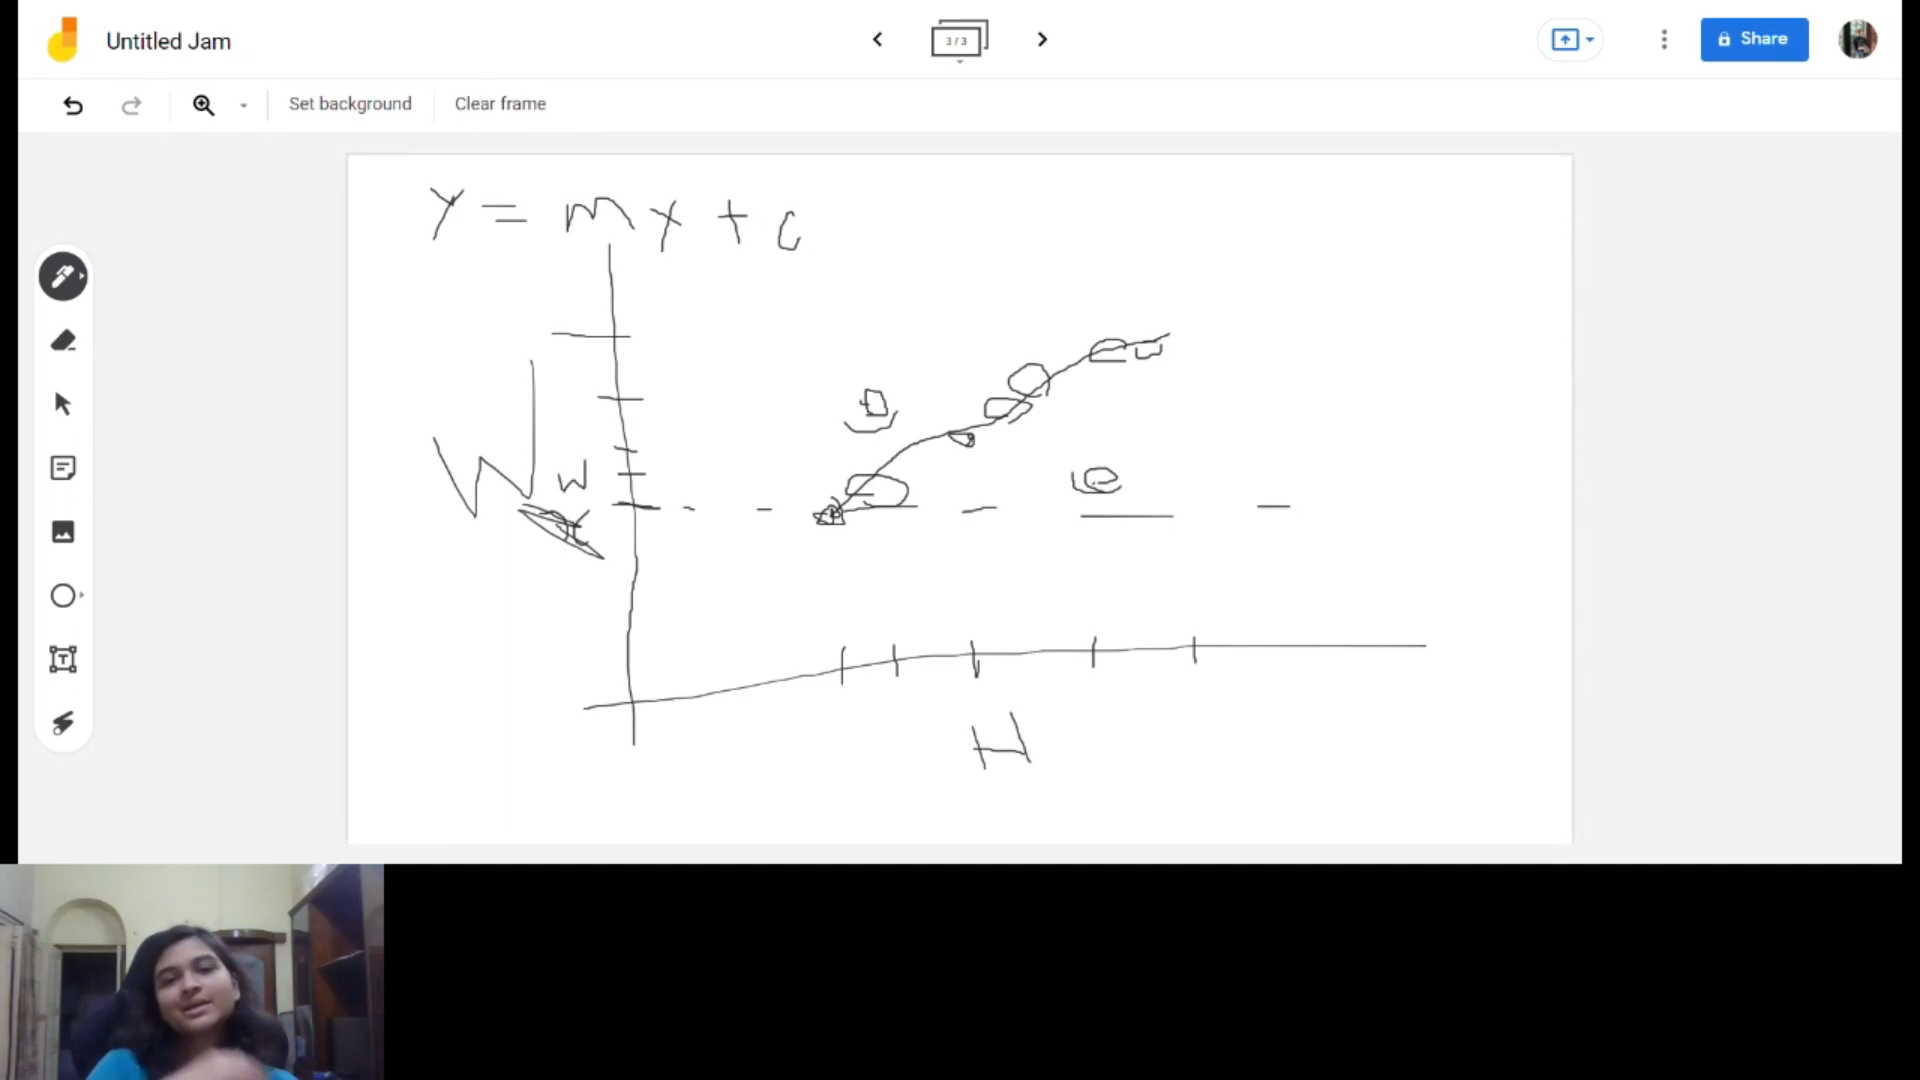 Untitled Jam
3 / 3
Share
Set background
Clear frame
y = mx + c
W
w
H